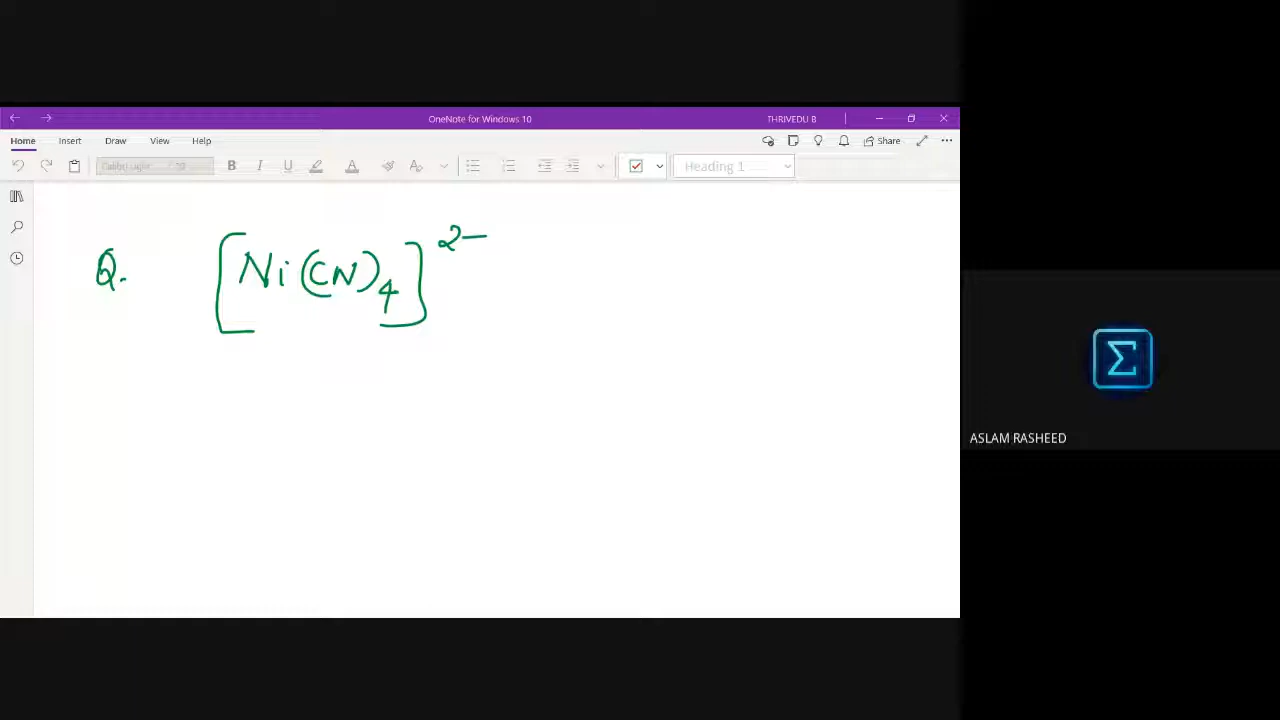 OneNote for Windows 10
THRIVEDU B
Home Insert Draw View Help
Share
B I U A Heading 1
Q. [Ni(CN)4]2-
Σ
ASLAM RASHEED